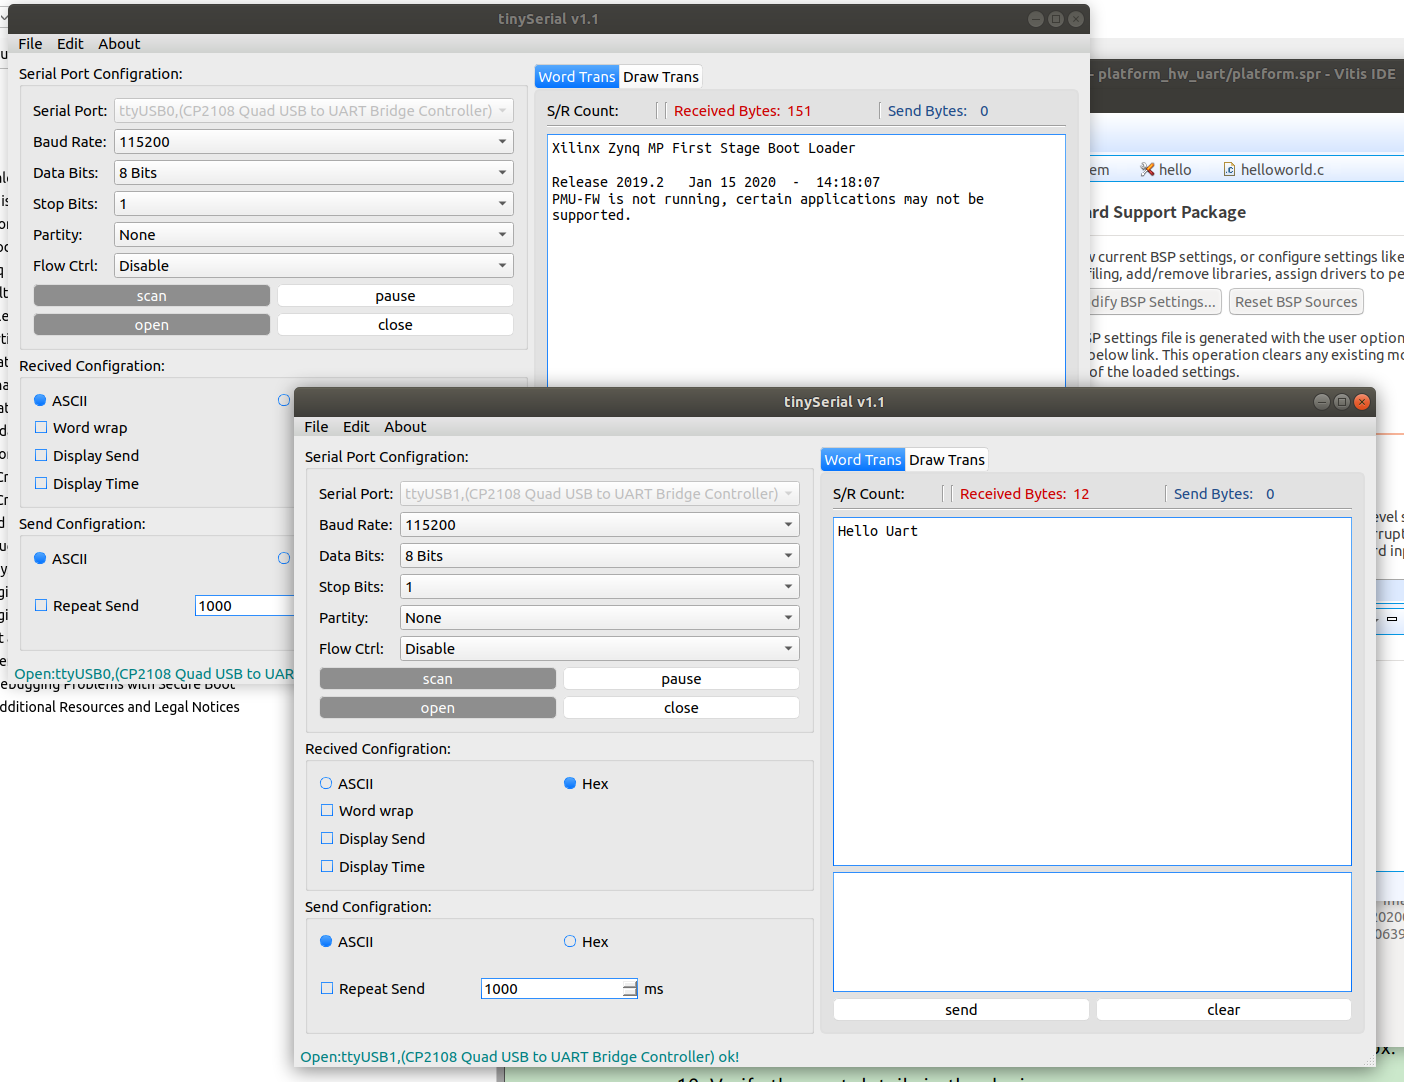 tinySerial v1.1
File Edit About
Serial Port Configration:
Serial Port: ttyUSB0,(CP2108 Quad USB to UART Bridge Controller)
Baud Rate: 115200
Data Bits: 8 Bits
Stop Bits: 1
Partity: None
Flow Ctrl: Disable
scan pause
open close
Recived Configration:
ASCII
Word wrap
Display Send
Display Time
Send Configration:
ASCII
Repeat Send 1000
Open:ttyUSB0,(CP2108 Quad USB to UAR
Word Trans Draw Trans
S/R Count: Received Bytes: 151 Send Bytes: 0
Xilinx Zynq MP First Stage Boot Loader
Release 2019.2 Jan 15 2020 - 14:18:07
PMU-FW is not running, certain applications may not be
supported.
- platform_hw_uart/platform.spr - Vitis IDE
em hello helloworld.c
rd Support Package
current BSP settings, or configure settings like
filing, add/remove libraries, assign drivers to pe
dify BSP Settings... Reset BSP Sources
SP settings file is generated with the user option
below link. This operation clears any existing mo
of the loaded settings.
tinySerial v1.1
File Edit About
Serial Port Configration:
Serial Port: ttyUSB1,(CP2108 Quad USB to UART Bridge Controller)
Baud Rate: 115200
Data Bits: 8 Bits
Stop Bits: 1
Partity: None
Flow Ctrl: Disable
scan pause
open close
Recived Configration:
ASCII Hex
Word wrap
Display Send
Display Time
Send Configration:
ASCII Hex
Repeat Send 1000 ms
Open:ttyUSB1,(CP2108 Quad USB to UART Bridge Controller) ok!
Word Trans Draw Trans
S/R Count: Received Bytes: 12 Send Bytes: 0
Hello Uart
send clear
ebugging Problems with Secure Boot
dditional Resources and Legal Notices